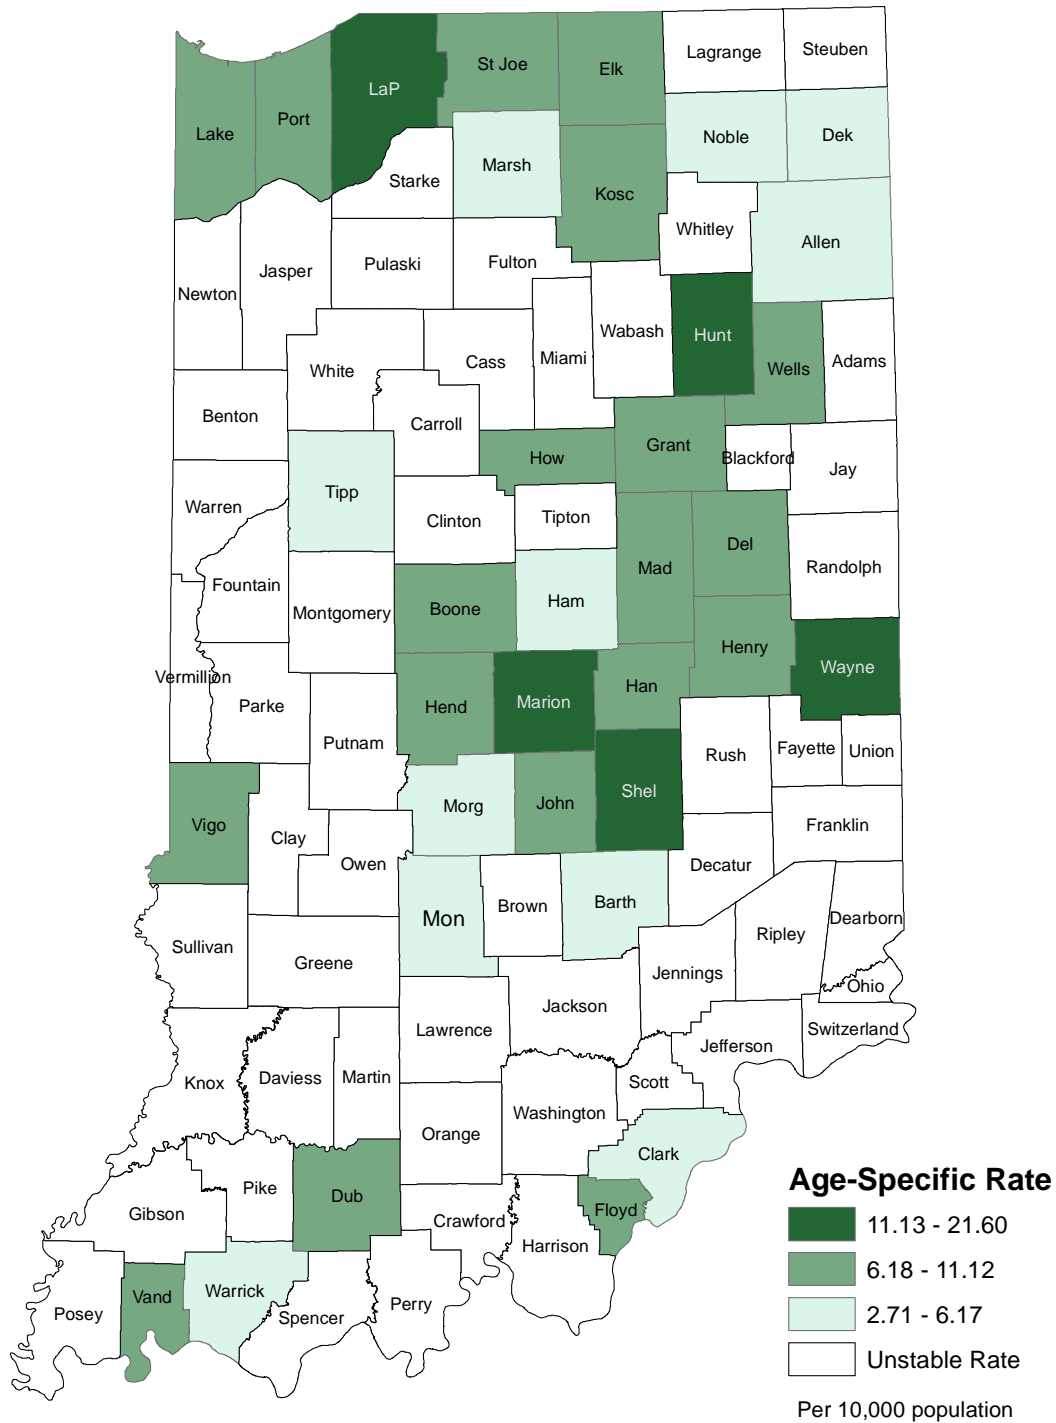 Lagrange
Steuben
St Joe
Elk
LaP
Port
Lake
Noble
Dek
Marsh
Starke
Kosc
Whitley
Allen
Jasper
Pulaski
Fulton
Newton
Wabash
Hunt
Miami
Cass
White
Wells
Adams
Benton
Carroll
Grant
How
Blackford
Jay
Tipp
Warren
Clinton
Tipton
Del
Mad
Randolph
Fountain
Montgomery
Boone
Ham
Henry
Wayne
Vermillion
Parke
Hend
Marion
Han
Putnam
Rush
Fayette
Union
Morg
John
Shel
Vigo
Clay
Franklin
Owen
Decatur
Mon
Brown
Barth
Dearborn
Sullivan
Greene
Ripley
Jennings
Ohio
Jackson
Lawrence
Switzerland
Jefferson
Knox
Daviess
Martin
Scott
Washington
Orange
Clark
Pike
Dub
Gibson
Crawford
Floyd
Harrison
Posey
Vand
Warrick
Spencer
Perry
Age-Specific Rate
11.13 - 21.60
6.18 - 11.12
2.71 - 6.17
Unstable Rate
Per 10,000 population